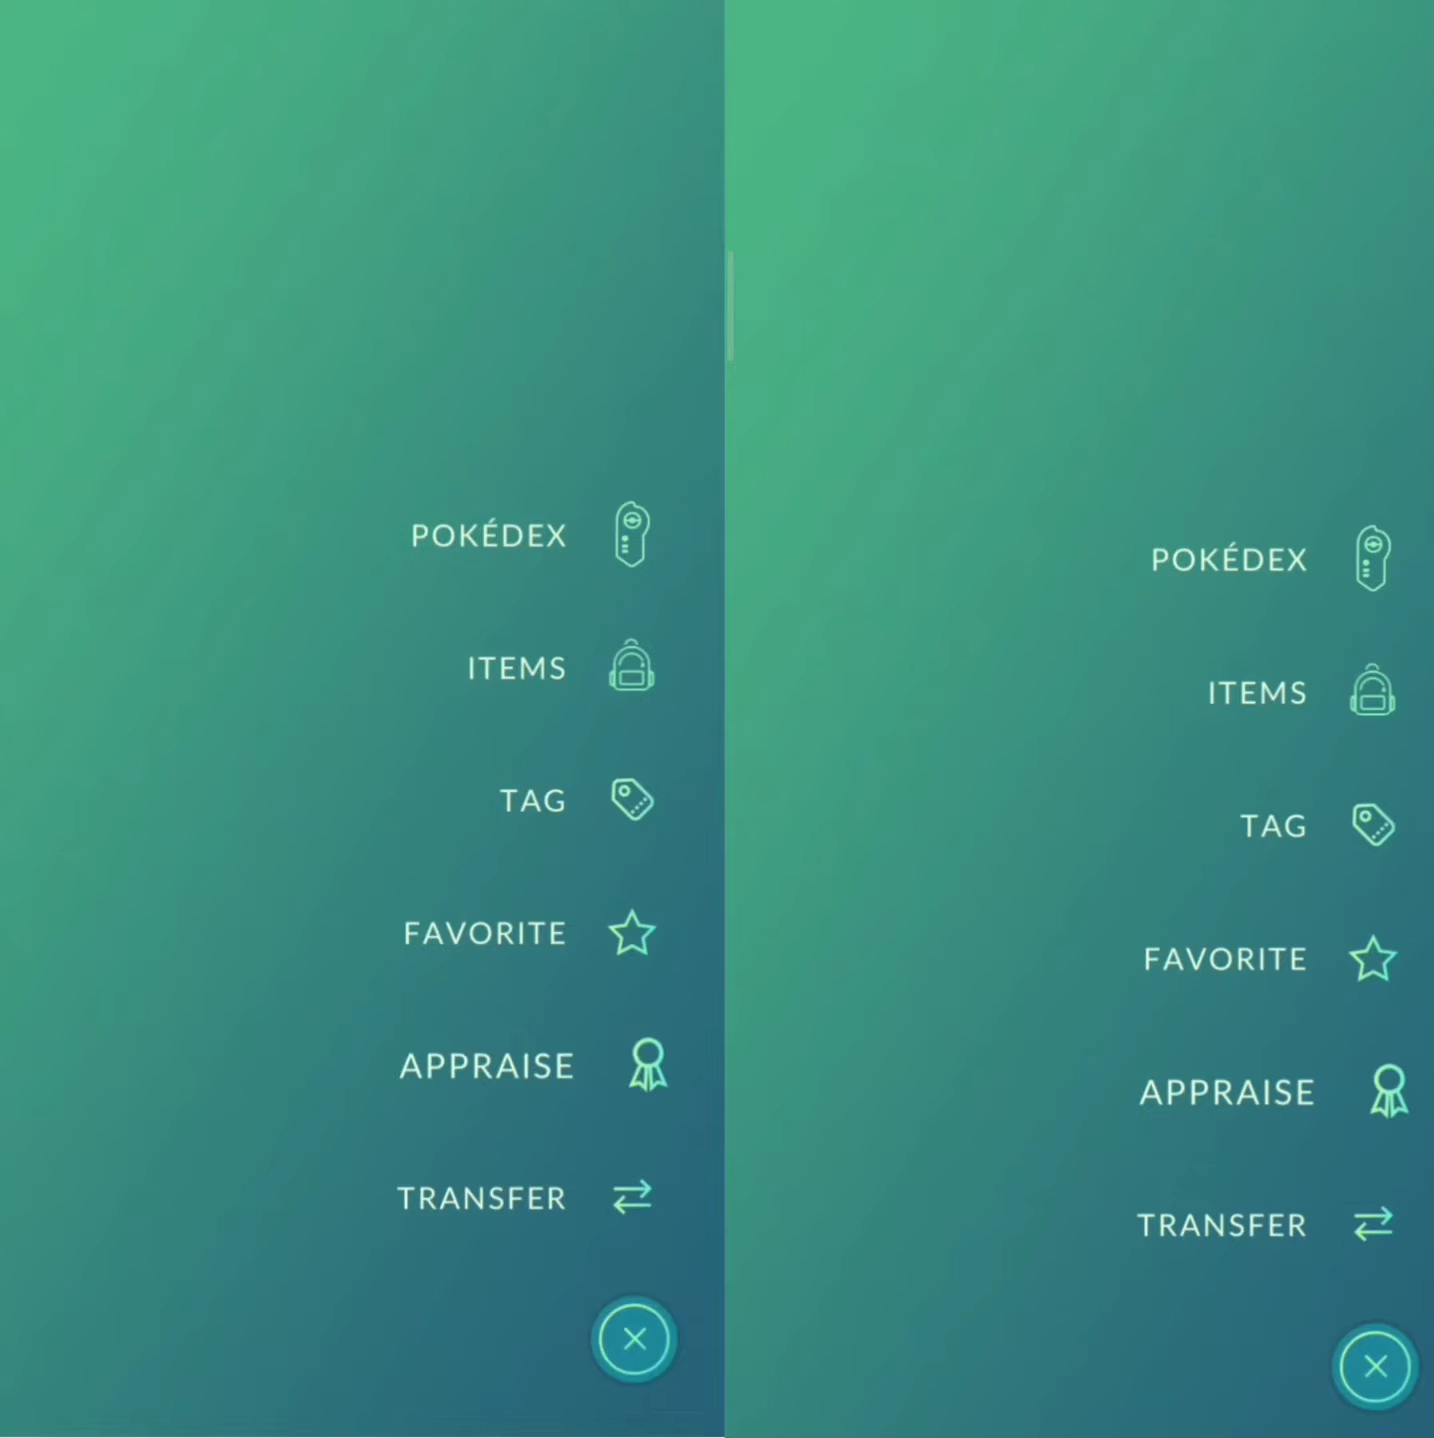 POKÉDEX
ITEMS
TAG
FAVORITE
APPRAISE
TRANSFER
POKÉDEX
ITEMS
TAG
FAVORITE
APPRAISE
TRANSFER